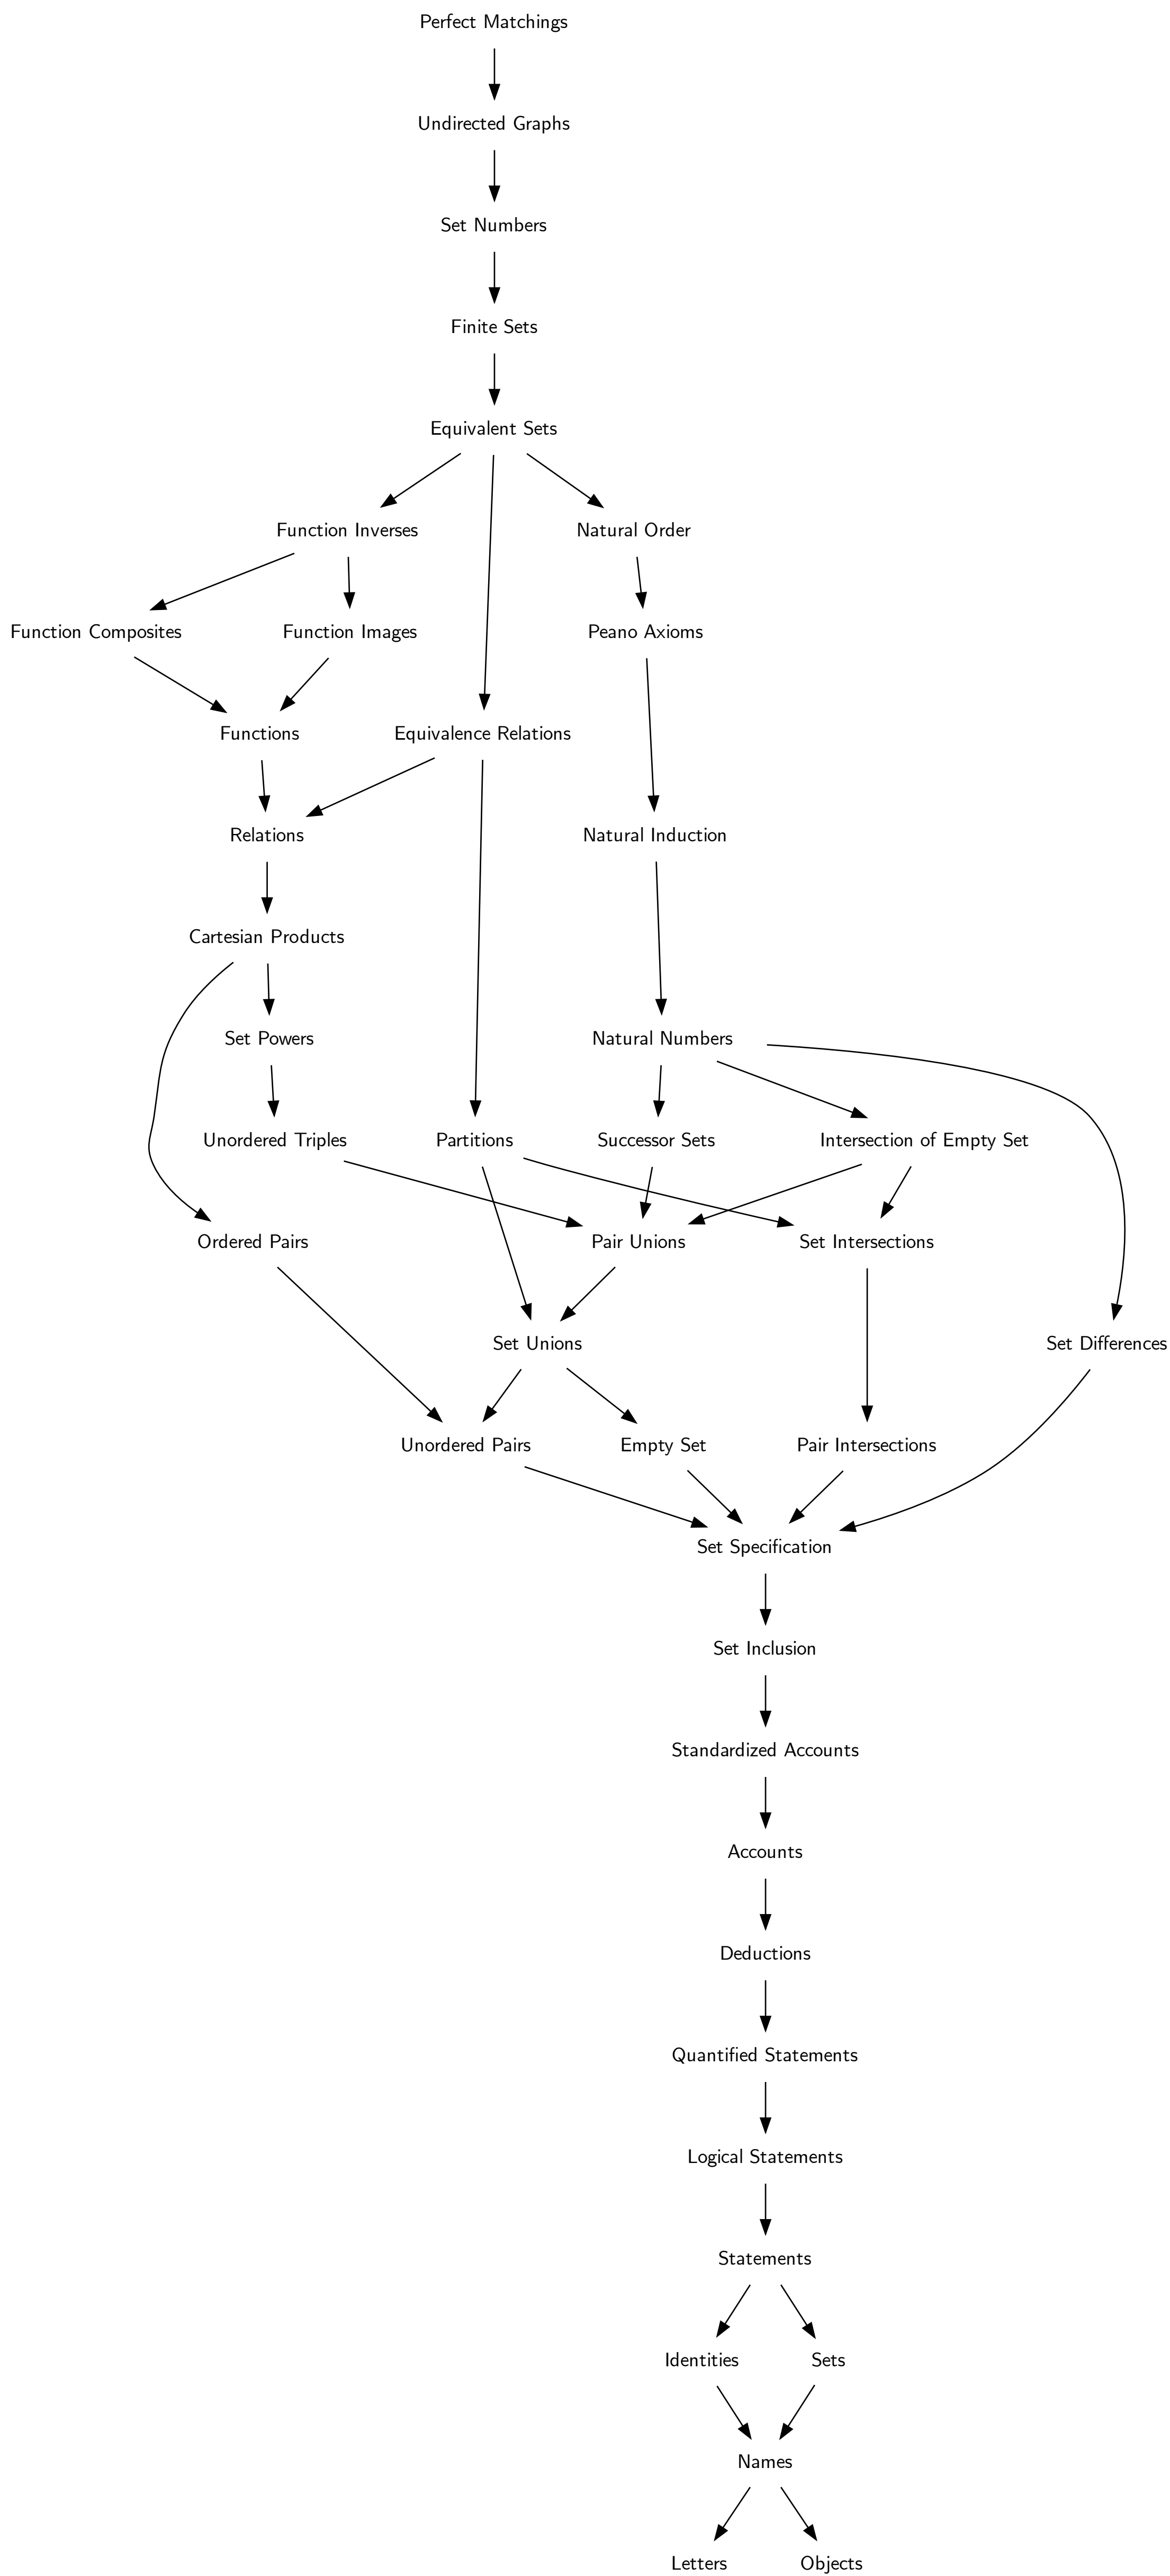 Perfect Matchings
Undirected Graphs
Set Numbers
Finite Sets
Equivalent Sets
Function Inverses
Natural Order
Function Composites
Function Images
Peano Axioms
Functions
Equivalence Relations
Relations
Natural Induction
Cartesian Products
Set Powers
Natural Numbers
Unordered Triples
Partitions
Successor Sets
Intersection of Empty Set
Ordered Pairs
Pair Unions
Set Intersections
Set Unions
Set Differences
Unordered Pairs
Empty Set
Pair Intersections
Set Specification
Set Inclusion
Standardized Accounts
Accounts
Deductions
Quantified Statements
Logical Statements
Statements
Identities
Sets
Names
Letters
Objects